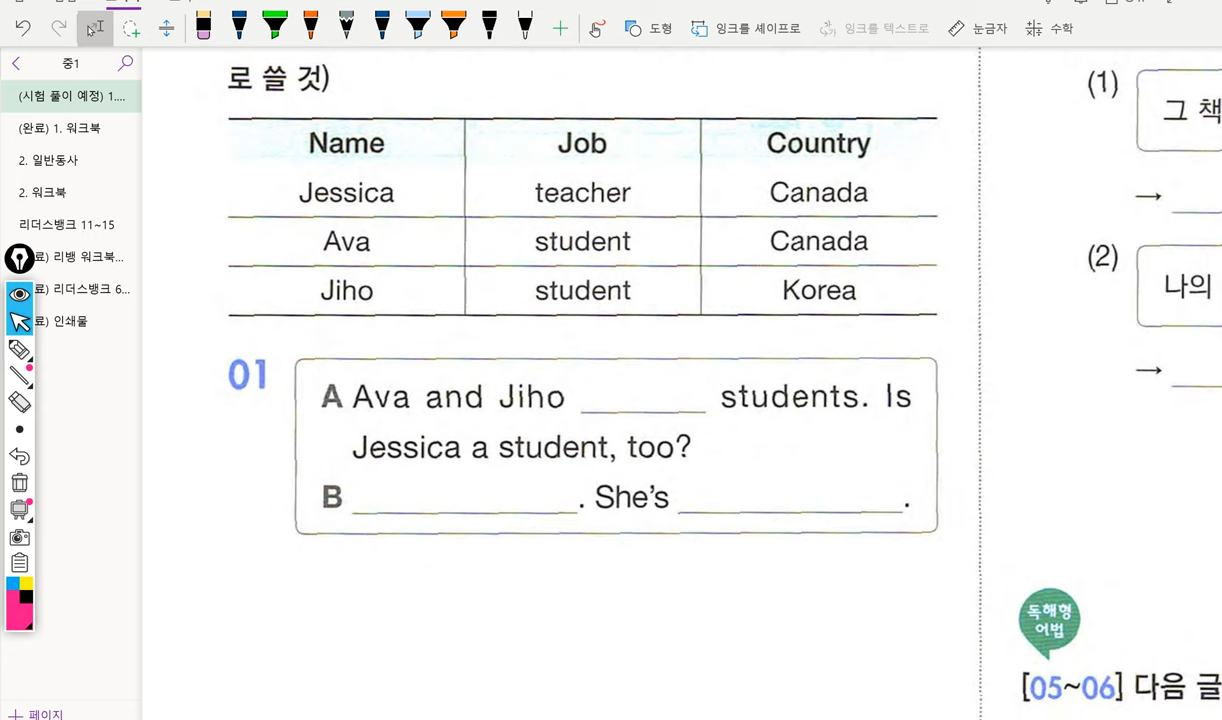 도형
잉크를 셰이프로
잉크를 텍스트로
눈금자
수학
중1
(시험 풀이 예정) 1....
(완료) 1. 워크북
2. 일반동사
2. 워크북
리더스뱅크 11~15
료) 리뱅 워크북...
료) 리더스뱅크 6...
료) 인쇄물
페이지
로 쓸 것)
Name Job Country
Jessica teacher Canada
Ava student Canada
Jiho student Korea
01
A Ava and Jiho ______ students. Is
Jessica a student, too?
B ______. She's ______.
(1) 그 책
→
(2) 나의
→
독해형
어법
[05~06] 다음 글